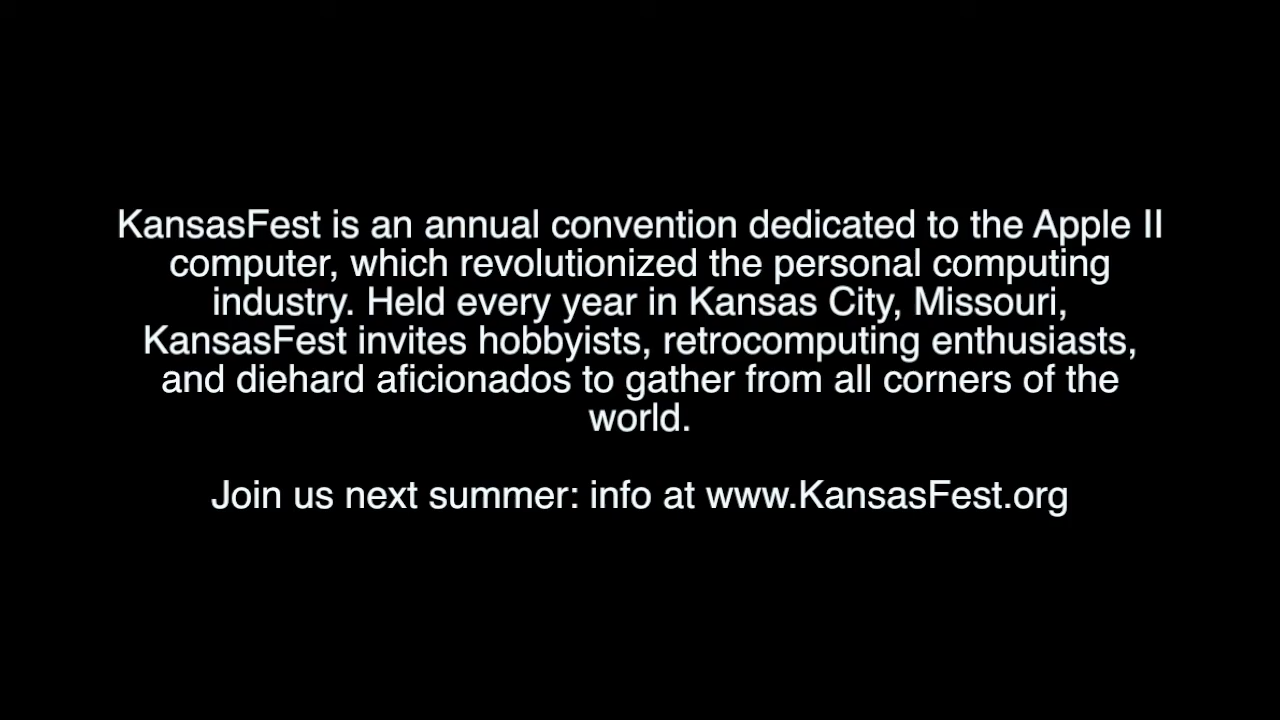 KansasFest is an annual convention dedicated to the Apple II
computer, which revolutionized the personal computing
industry. Held every year in Kansas City, Missouri,
KansasFest invites hobbyists, retrocomputing enthusiasts,
and diehard aficionados to gather from all corners of the
world.
Join us next summer: info at www.KansasFest.org